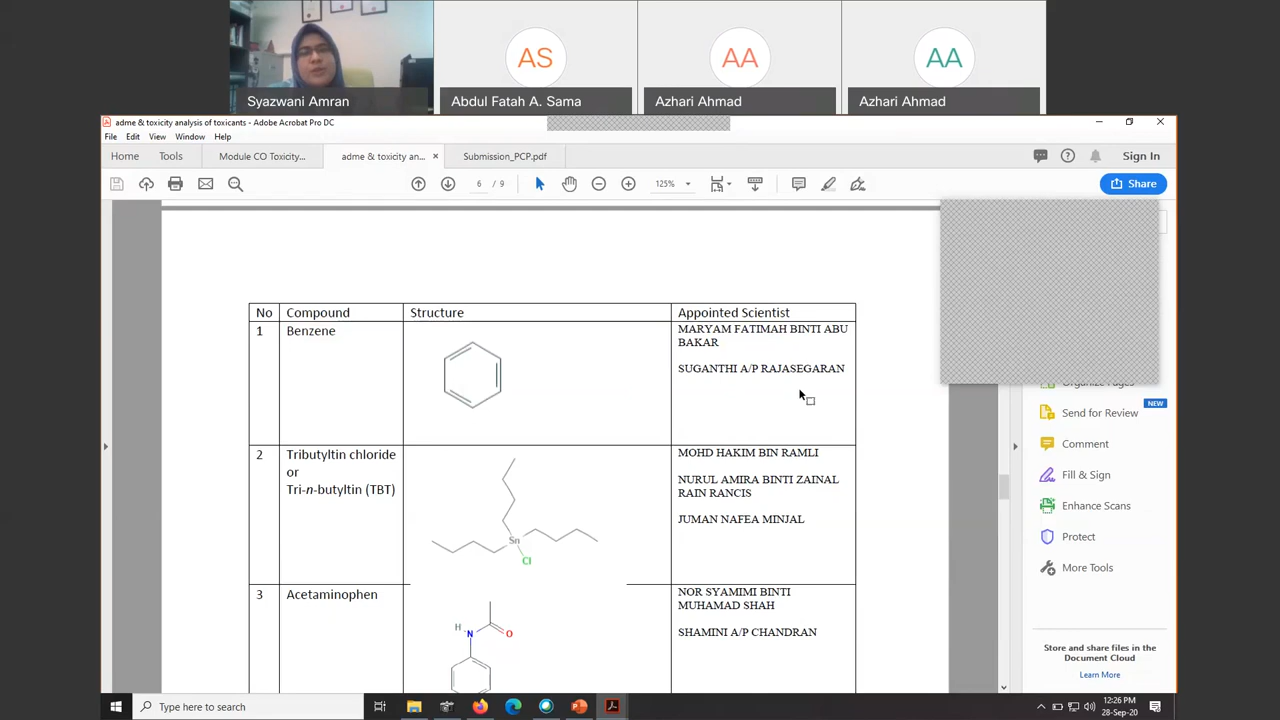 AS
AA
AA
Syazwani Amran
Abdul Fatah A. Sama
Azhari Ahmad
Azhari Ahmad
adme & toxicity analysis of toxicants - Adobe Acrobat Pro DC
File Edit View Window Help
Home Tools Module CO Toxicity... adme & toxicity an... Submission_PCP.pdf Sign In
6 / 9 125% Share
No Compound Structure Appointed Scientist
1 Benzene
MARYAM FATIMAH BINTI ABU
BAKAR
SUGANTHI A/P RAJASEGARAN
2 Tributyltin chloride
or
Tri-n-butyltin (TBT)
Sn
Cl
MOHD HAKIM BIN RAMLI
NURUL AMIRA BINTI ZAINAL
RAIN RANCIS
JUMAN NAFEA MINJAL
3 Acetaminophen
H N O
NOR SYAMIMI BINTI
MUHAMAD SHAH
SHAMINI A/P CHANDRAN
Organize Pages
Send for Review NEW
Comment
Fill & Sign
Enhance Scans
Protect
More Tools
Store and share files in the
Document Cloud
Learn More
Type here to search
12:26 PM
28-Sep-20